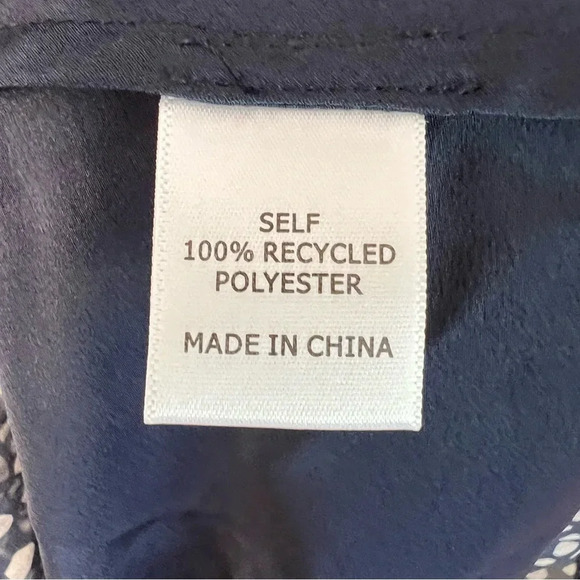 SELF
100% RECYCLED
POLYESTER
MADE IN CHINA